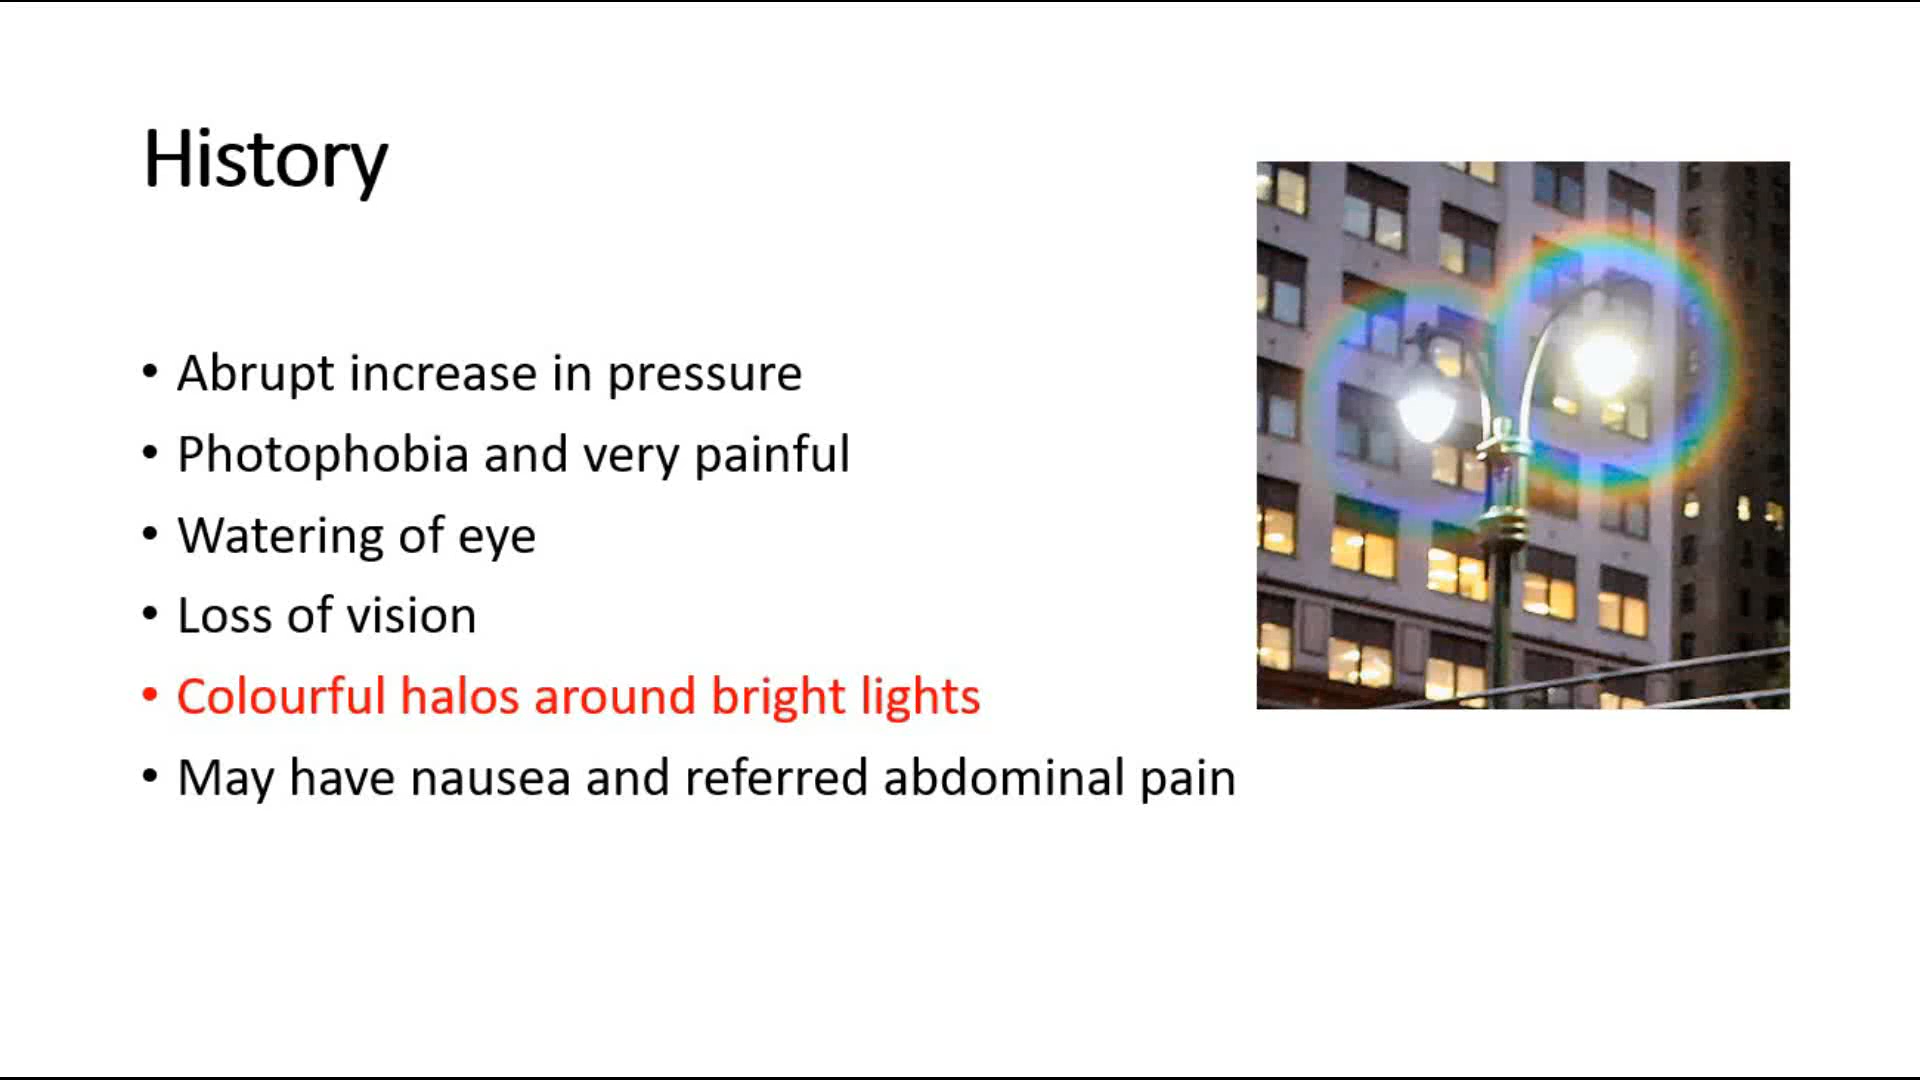 History
• Abrupt increase in pressure
• Photophobia and very painful
• Watering of eye
• Loss of vision
• Colourful halos around bright lights
• May have nausea and referred abdominal pain